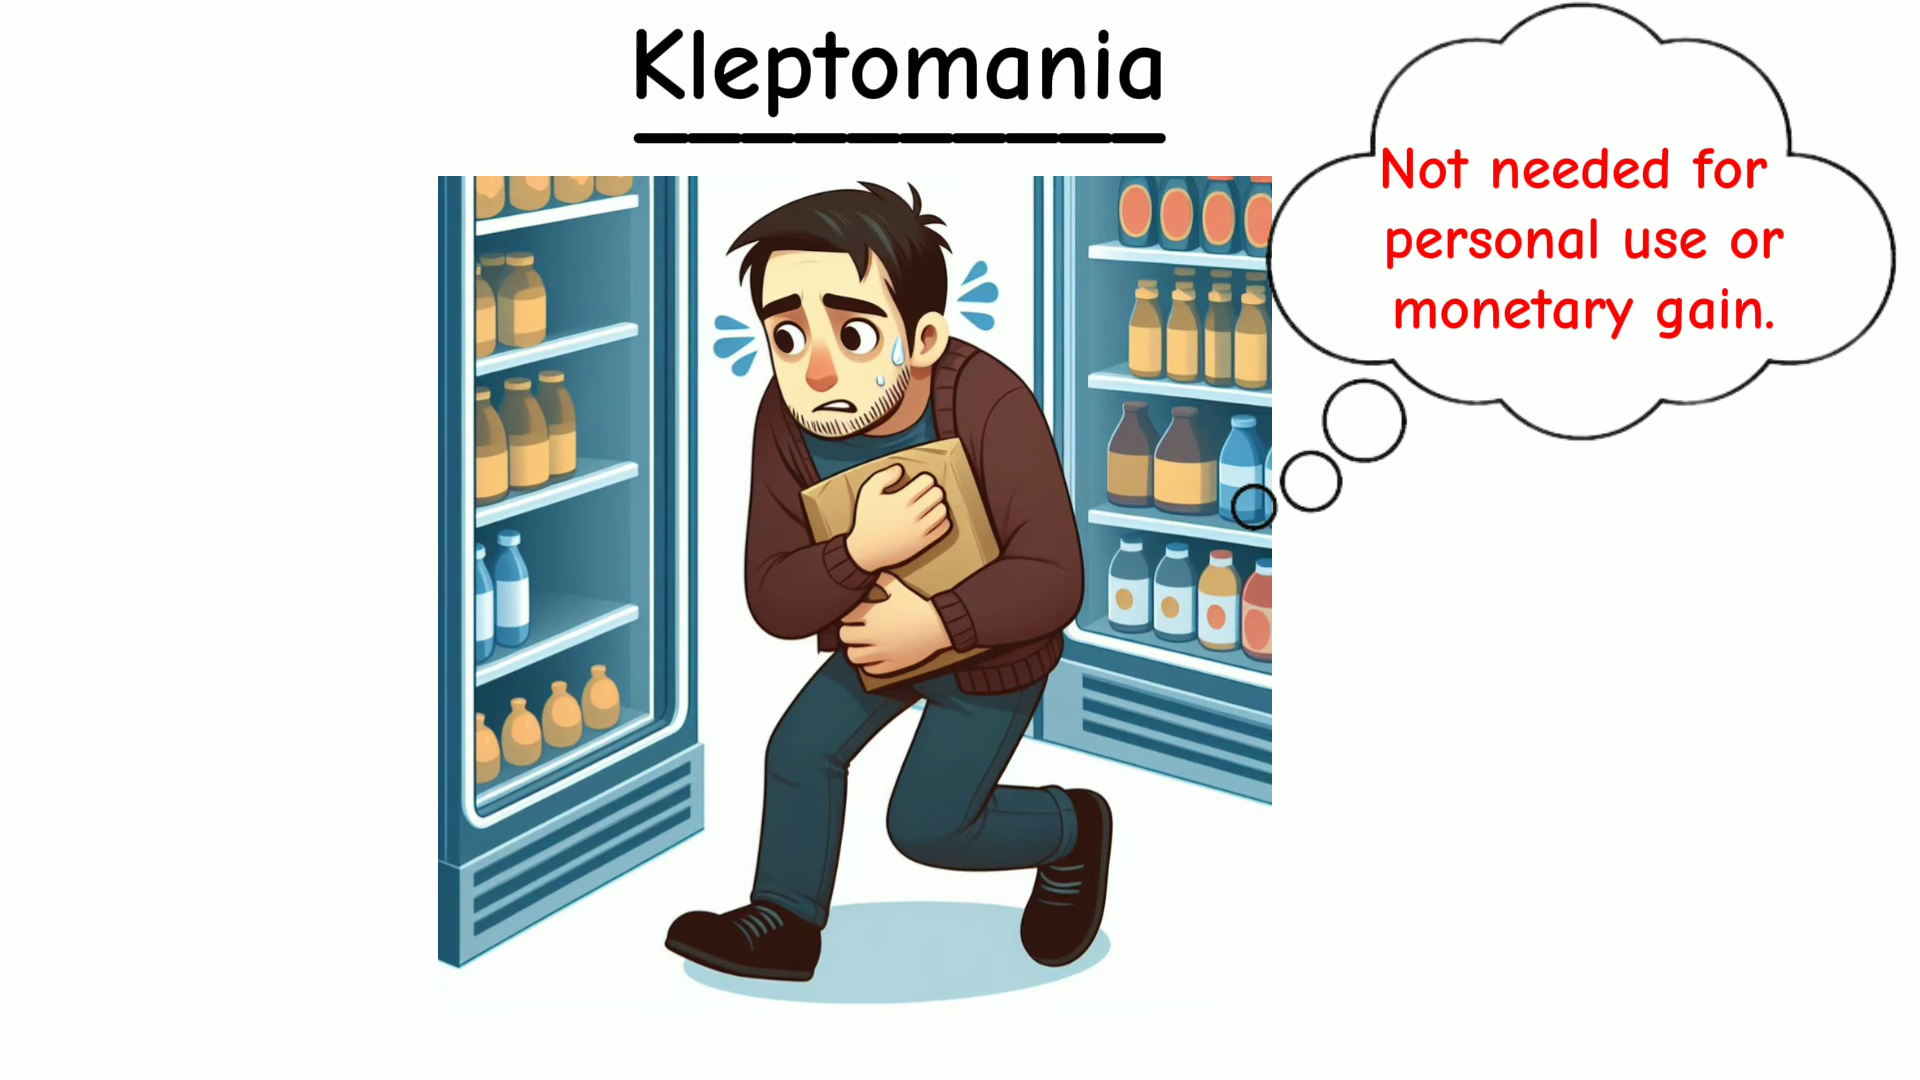 Kleptomania
Not needed for
personal use or
monetary gain.